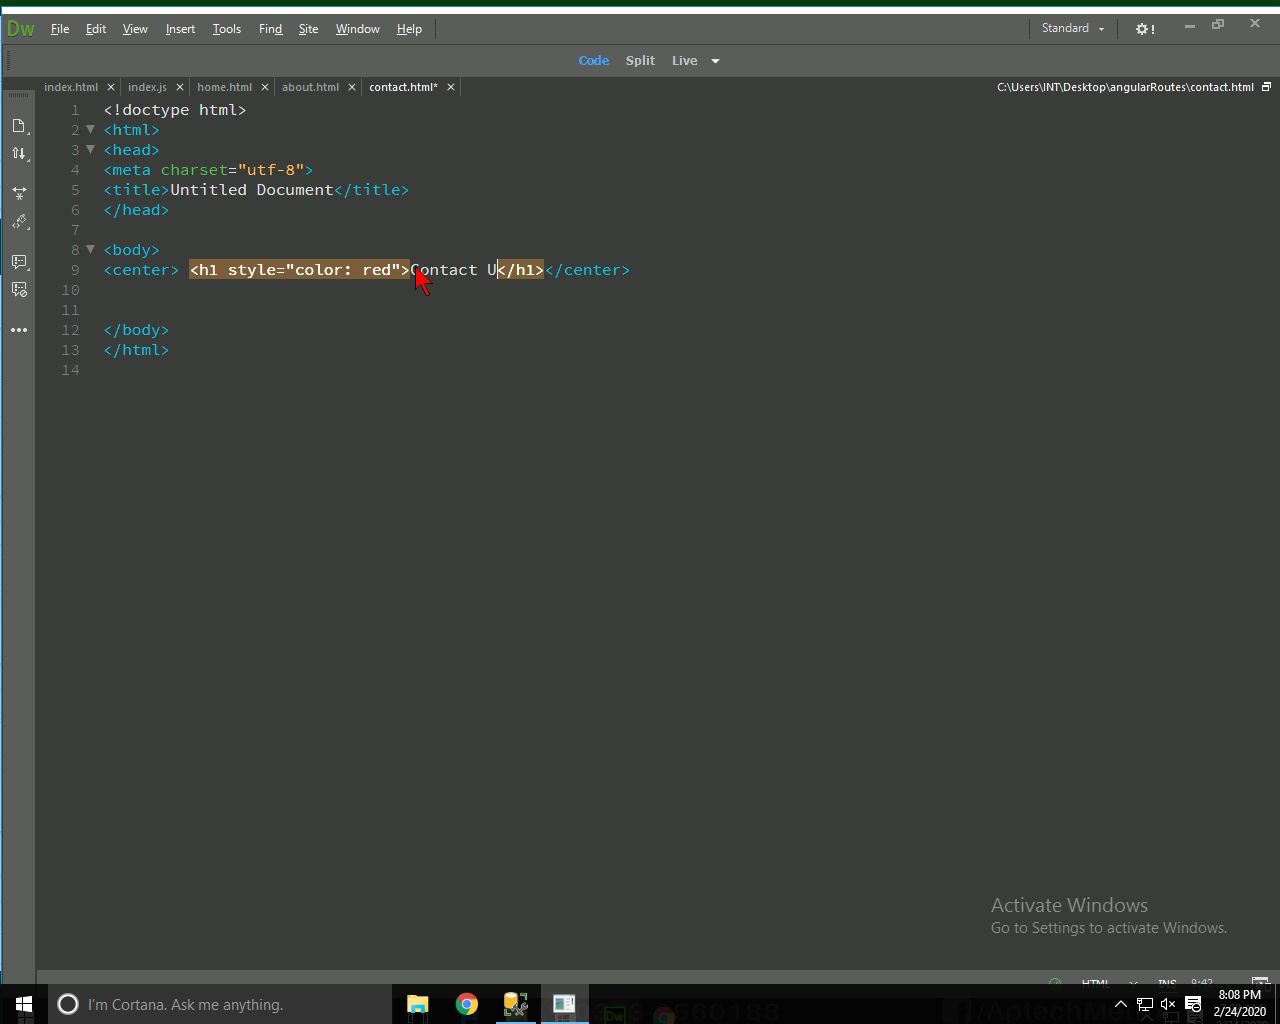 Dw File Edit View Insert Tools Find Site Window Help Standard
Code Split Live
index.html × index.js × home.html × about.html × contact.html* × C:\Users\INT\Desktop\angularRoutes\contact.html
1 <!doctype html>
2 <html>
3 <head>
4 <meta charset="utf-8">
5 <title>Untitled Document</title>
6 </head>
7
8 <body>
9 <center> <h1 style="color: red">Contact U</h1></center>
10
11
12 </body>
13 </html>
14
Activate Windows
Go to Settings to activate Windows.
HTML INS 9:42
I'm Cortana. Ask me anything.
8:08 PM
2/24/2020